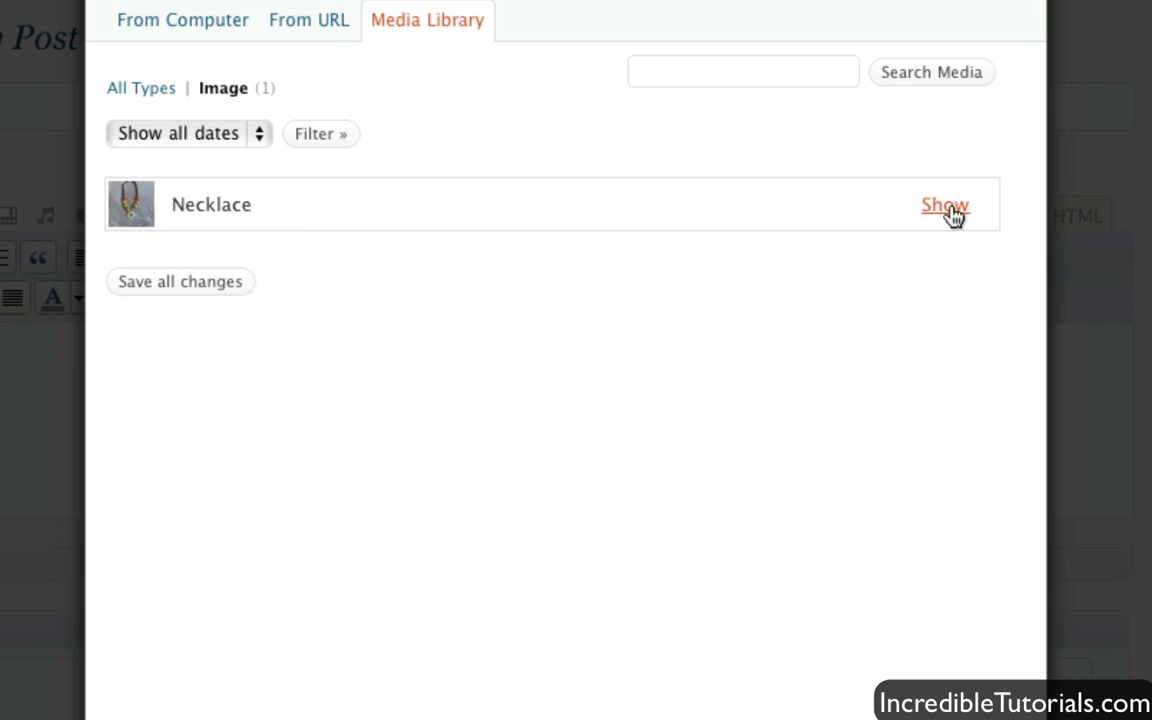 Post
From Computer From URL Media Library
Search Media
All Types | Image (1)
Show all dates Filter »
Necklace Show
HTML
A
Save all changes
IncredibleTutorials.com